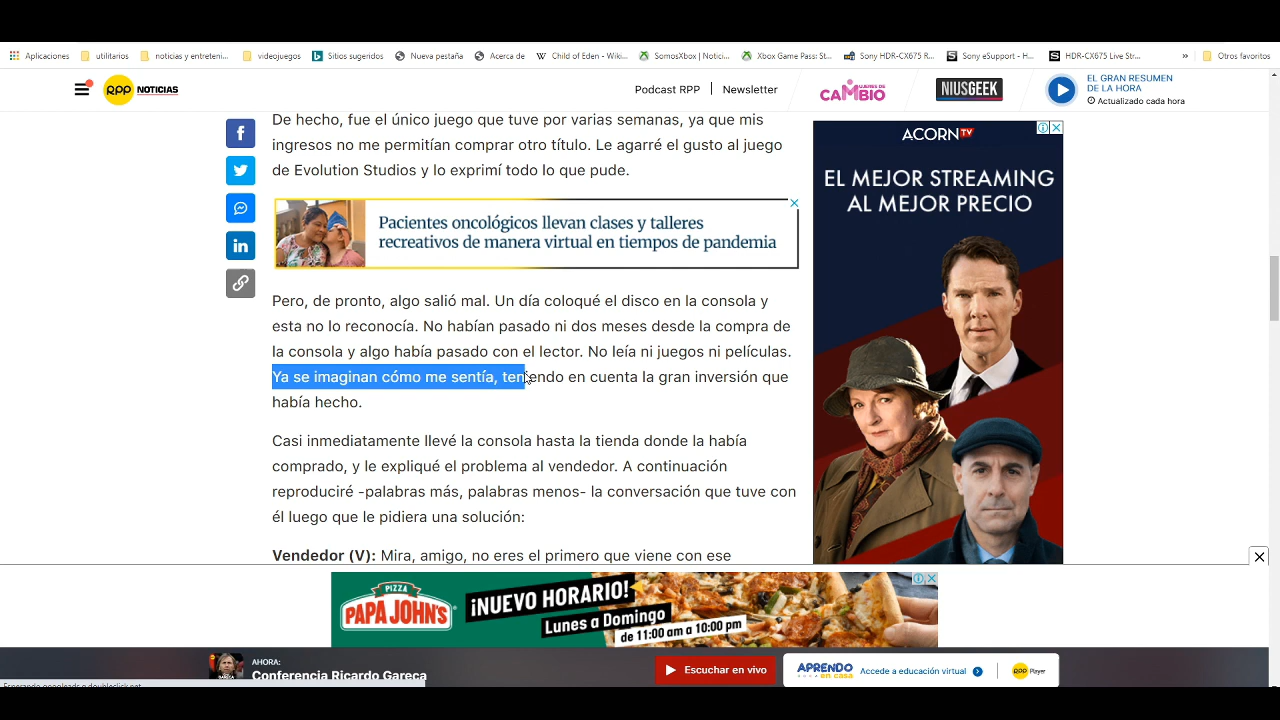 Aplicaciones
utilitarios
noticias y entreteni...
videojuegos
Sitios sugeridos
Nueva pestaña
Acerca de
Child of Eden - Wiki...
SomosXbox | Notici...
Xbox Game Pass: St...
Sony HDR-CX675 R...
Sony eSupport - H...
HDR-CX675 Live Str...
»
Otros favoritos
RPP NOTICIAS
Podcast RPP | Newsletter
CAMBIO
NIUSGEEK
EL GRAN RESUMEN
DE LA HORA
Actualizado cada hora
De hecho, fue el único juego que tuve por varias semanas, ya que mis
ingresos no me permitían comprar otro título. Le agarré el gusto al juego
de Evolution Studios y lo exprimí todo lo que pude.
Pacientes oncológicos llevan clases y talleres
recreativos de manera virtual en tiempos de pandemia
Pero, de pronto, algo salió mal. Un día coloqué el disco en la consola y
esta no lo reconocía. No habían pasado ni dos meses desde la compra de
la consola y algo había pasado con el lector. No leía ni juegos ni películas.
Ya se imaginan cómo me sentía, teniendo en cuenta la gran inversión que
había hecho.
Casi inmediatamente llevé la consola hasta la tienda donde la había
comprado, y le expliqué el problema al vendedor. A continuación
reproduciré -palabras más, palabras menos- la conversación que tuve con
él luego que le pidiera una solución:
Vendedor (V): Mira, amigo, no eres el primero que viene con ese
ACORN TV
EL MEJOR STREAMING
AL MEJOR PRECIO
PIZZA
PAPA JOHN'S
¡NUEVO HORARIO!
Lunes a Domingo
de 11:00 am a 10:00 pm
AHORA:
Conferencia Ricardo Gareca
Escuchar en vivo
APRENDO
en casa
Accede a educación virtual
RPP Player